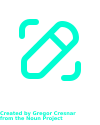 Created by Gregor Cresnar
from the Noun Project